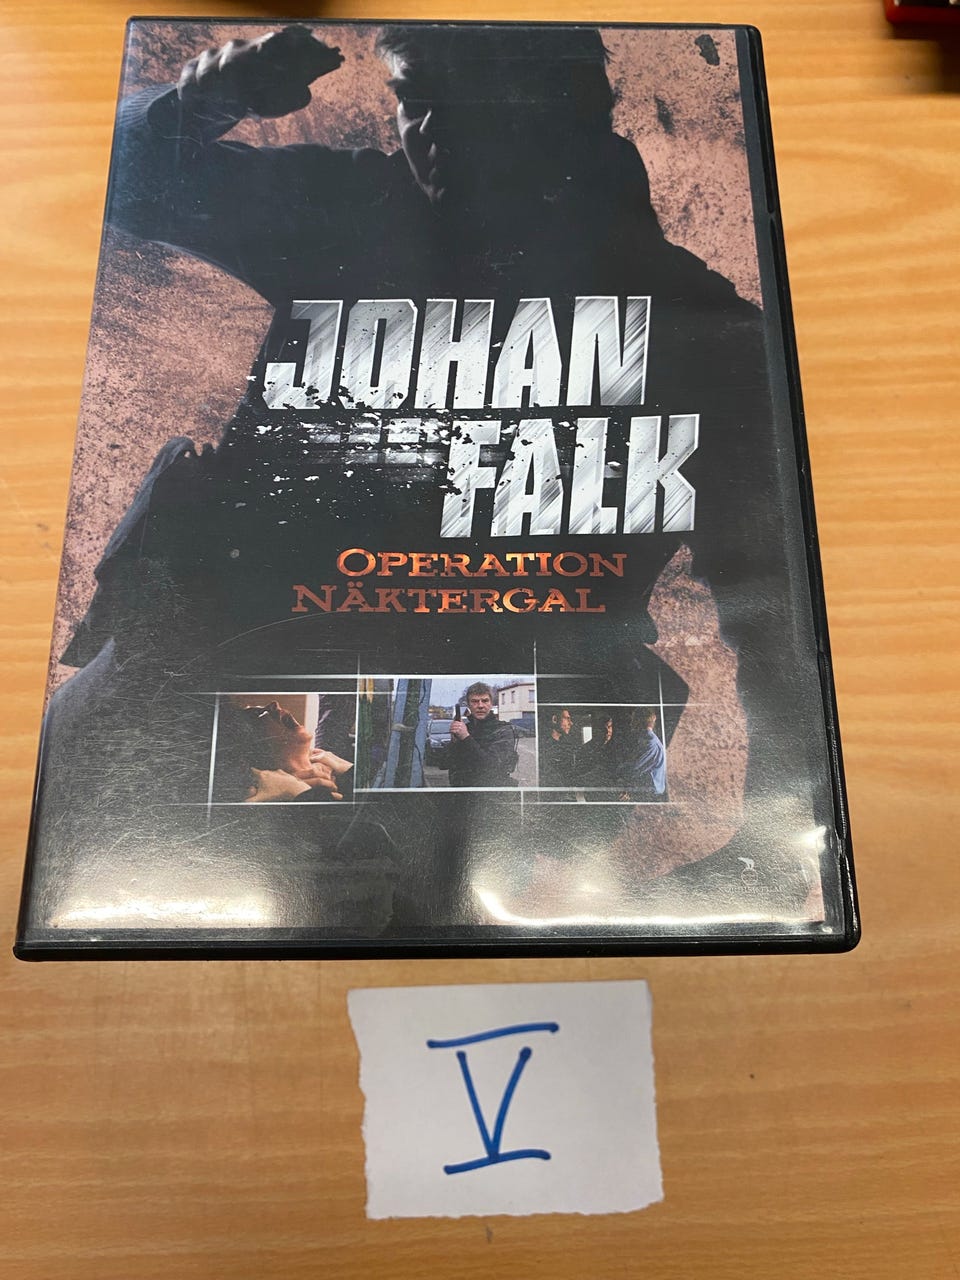 JOHAN
FALK
OPERATION
NÄKTERGAL
V